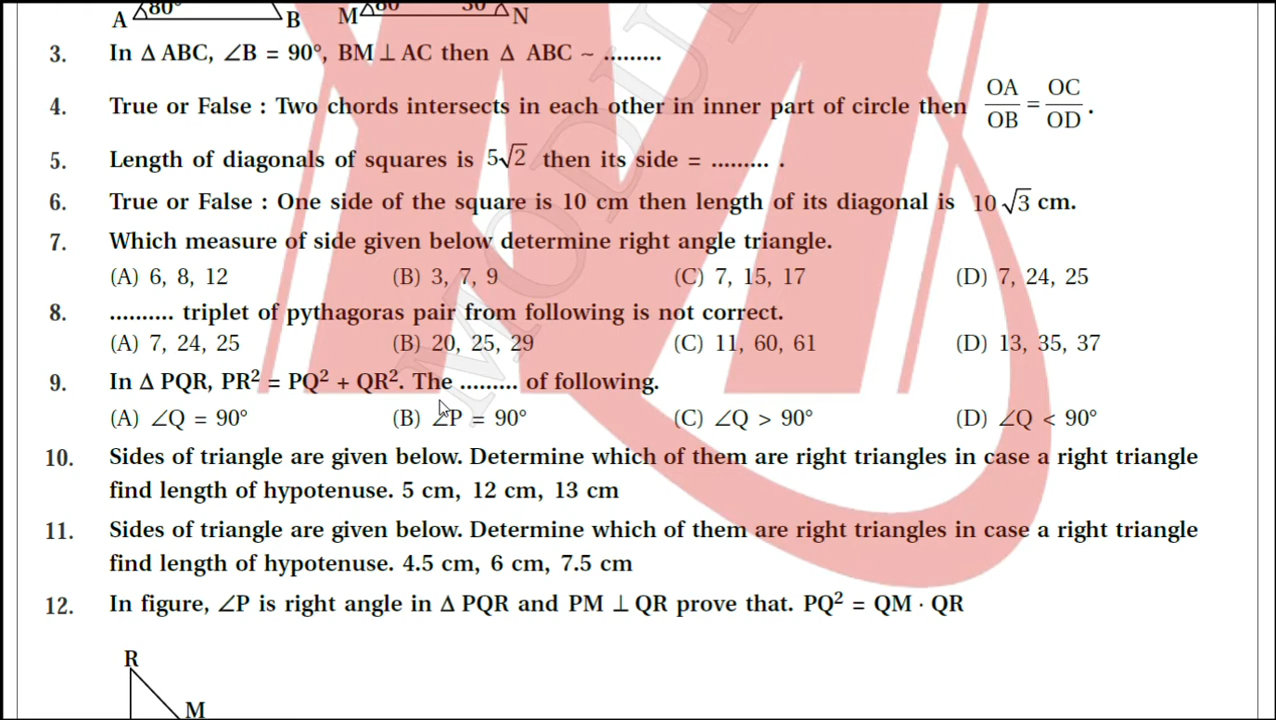 A 80° B M 80 30 N
3. In Δ ABC, ∠B = 90°, BM ⊥ AC then Δ ABC ~ .........
4. True or False : Two chords intersects in each other in inner part of circle then OA/OB = OC/OD .
5. Length of diagonals of squares is 5√2 then its side = ......... .
6. True or False : One side of the square is 10 cm then length of its diagonal is 10√3 cm.
7. Which measure of side given below determine right angle triangle.
(A) 6, 8, 12 (B) 3, 7, 9 (C) 7, 15, 17 (D) 7, 24, 25
8. .......... triplet of pythagoras pair from following is not correct.
(A) 7, 24, 25 (B) 20, 25, 29 (C) 11, 60, 61 (D) 13, 35, 37
9. In Δ PQR, PR² = PQ² + QR². The ......... of following.
(A) ∠Q = 90° (B) ∠P = 90° (C) ∠Q > 90° (D) ∠Q < 90°
10. Sides of triangle are given below. Determine which of them are right triangles in case a right triangle
find length of hypotenuse. 5 cm, 12 cm, 13 cm
11. Sides of triangle are given below. Determine which of them are right triangles in case a right triangle
find length of hypotenuse. 4.5 cm, 6 cm, 7.5 cm
12. In figure, ∠P is right angle in Δ PQR and PM ⊥ QR prove that. PQ² = QM · QR
R
M